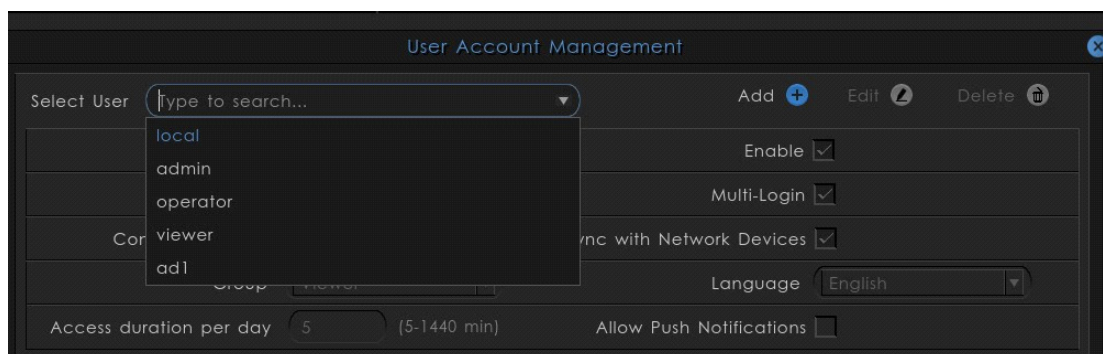 User Account Management
Select User Type to search... Add Edit Delete
local
Enable
admin
operator
Multi-Login
viewer
ync with Network Devices
ad1
Language English
Access duration per day 5 (5-1440 min) Allow Push Notifications